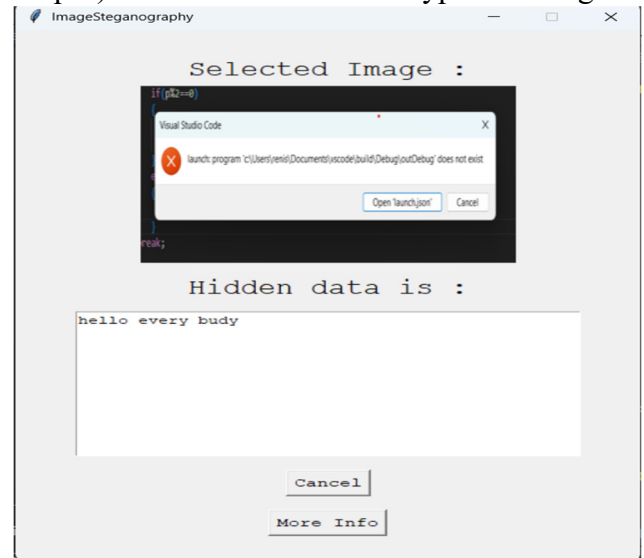 ImageSteganography
Selected Image :
if(p%2==0)
{
Visual Studio Code
X
launch: program 'c:\Users\renis\Documents\vscode\build\Debug\outDebug' does not exist
Open 'launch.json'
Cancel
}
reak;
Hidden data is :
hello every budy
Cancel
More Info